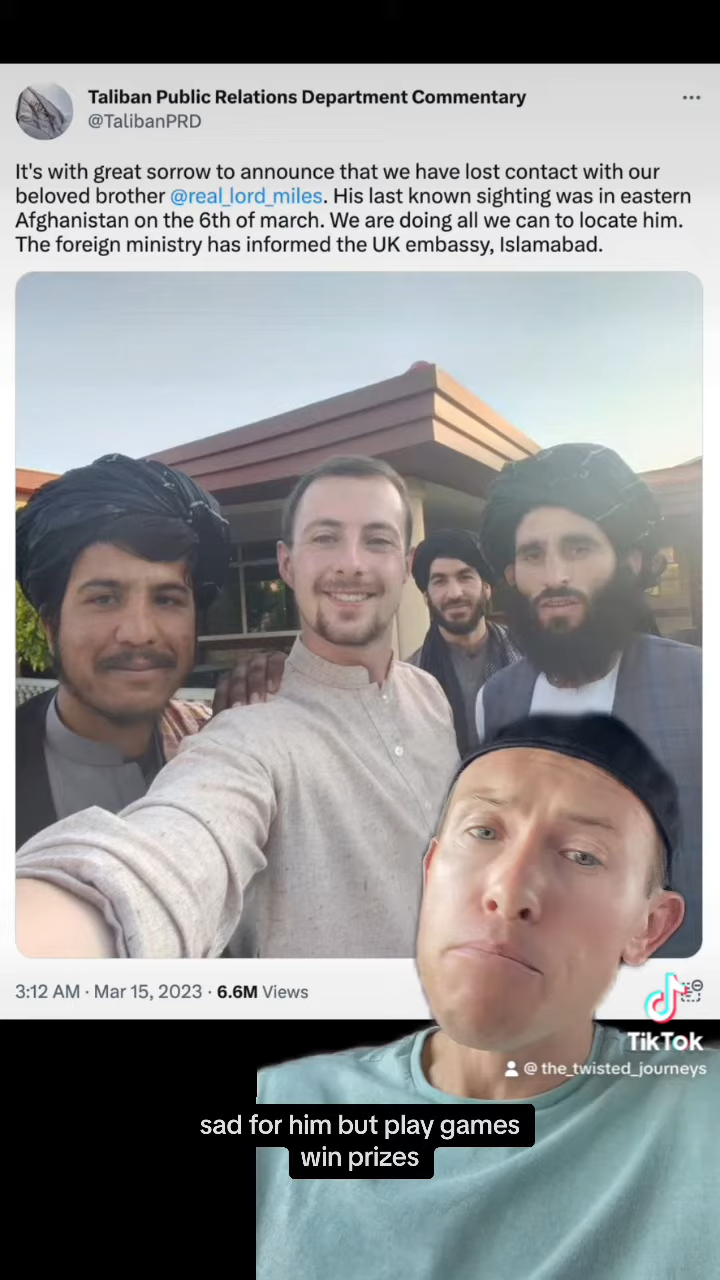 Taliban Public Relations Department Commentary
@TalibanPRD
It's with great sorrow to announce that we have lost contact with our
beloved brother @real_lord_miles. His last known sighting was in eastern
Afghanistan on the 6th of march. We are doing all we can to locate him.
The foreign ministry has informed the UK embassy, Islamabad.
3:12 AM · Mar 15, 2023 · 6.6M Views
TikTok
@ the_twisted_journeys
sad for him but play games
win prizes